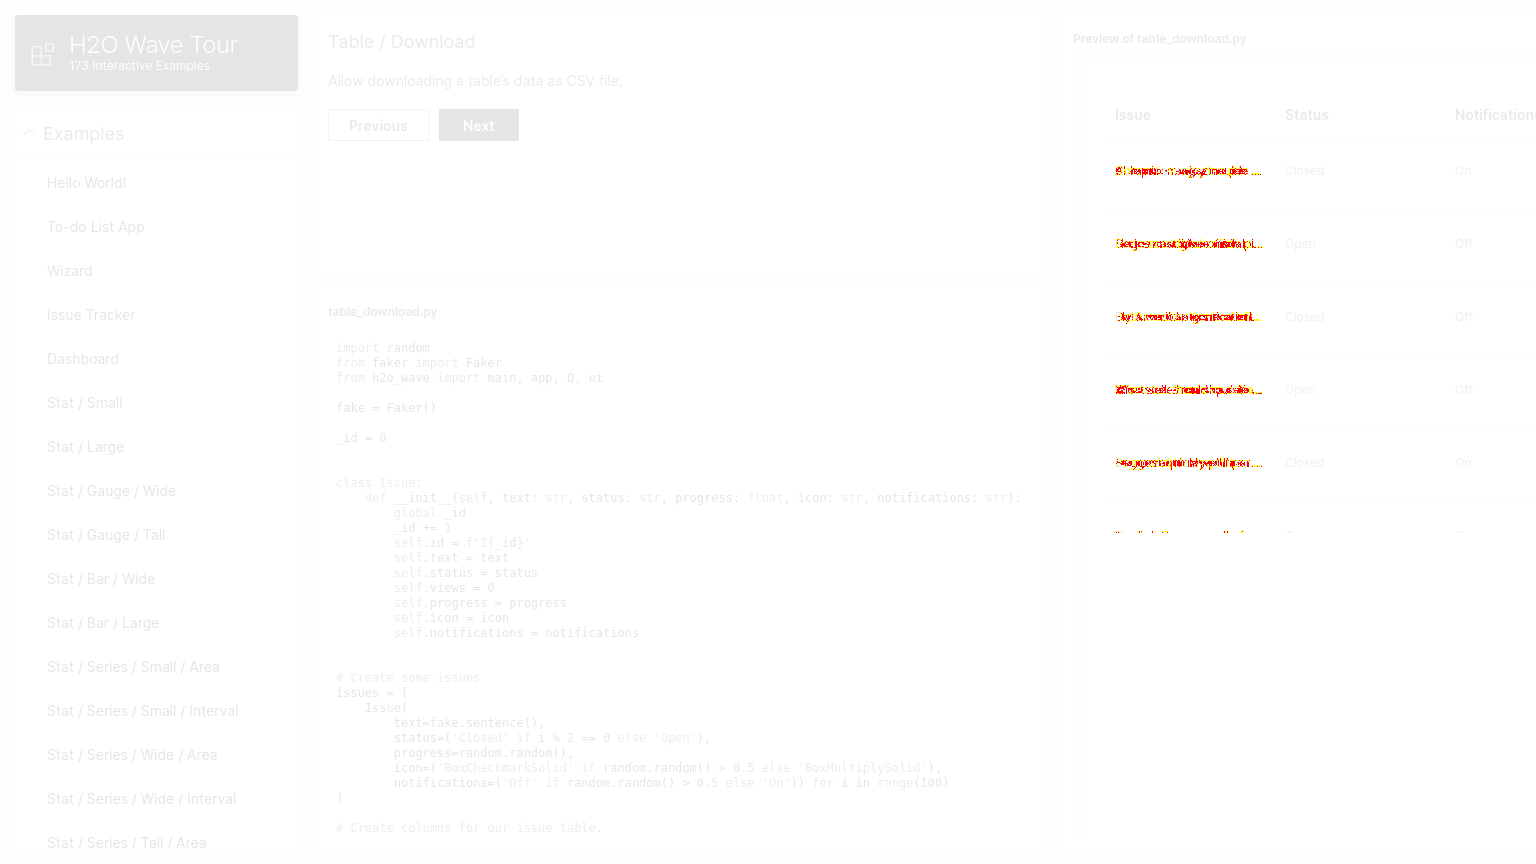 H2O Wave Tour
173 Interactive Examples
Examples
Hello World!
To-do List App
Wizard
Issue Tracker
Dashboard
Stat / Small
Stat / Large
Stat / Gauge / Wide
Stat / Gauge / Tall
Stat / Bar / Wide
Stat / Bar / Large
Stat / Series / Small / Area
Stat / Series / Small / Interval
Stat / Series / Wide / Area
Stat / Series / Wide / Interval
Stat / Series / Tall / Area
Table / Download
Allow downloading a table's data as CSV file.
Previous
Next
table_download.py
import random
from faker import Faker
from h2o_wave import main, app, Q, ui
fake = Faker()
_id = 0
class Issue:
def __init__(self, text: str, status: str, progress: float, icon: str, notifications: str):
global _id
_id += 1
self.id = f'I{_id}'
self.text = text
self.status = status
self.views = 0
self.progress = progress
self.icon = icon
self.notifications = notifications
# Create some issues
issues = [
Issue(
text=fake.sentence(),
status=('Closed' if i % 2 == 0 else 'Open'),
progress=random.random(),
icon=('BoxCheckmarkSolid' if random.random() > 0.5 else 'BoxMultiplySolid'),
notifications=('Off' if random.random() > 0.5 else 'On')) for i in range(100)
]
# Create columns for our issue table.
Preview of table_download.py
Issue Status Notifications
Closed On
Open Off
Closed Off
Open Off
Closed On